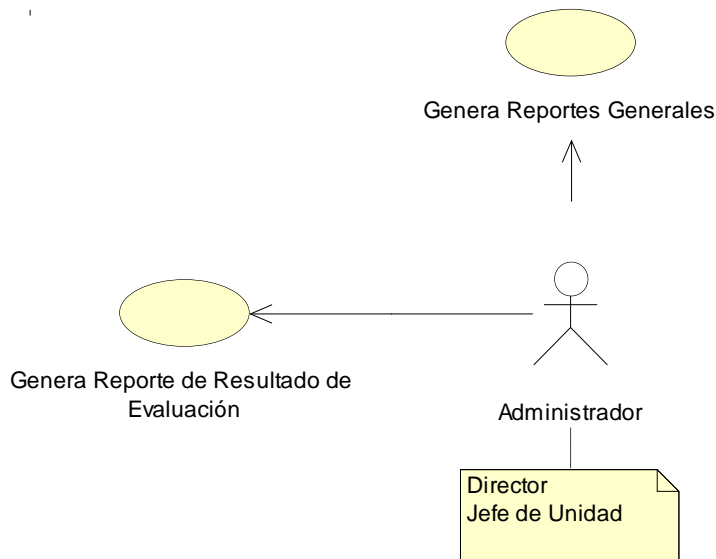 Genera Reportes Generales
Genera Reporte de Resultado de
Evaluación
Administrador
Director
Jefe de Unidad